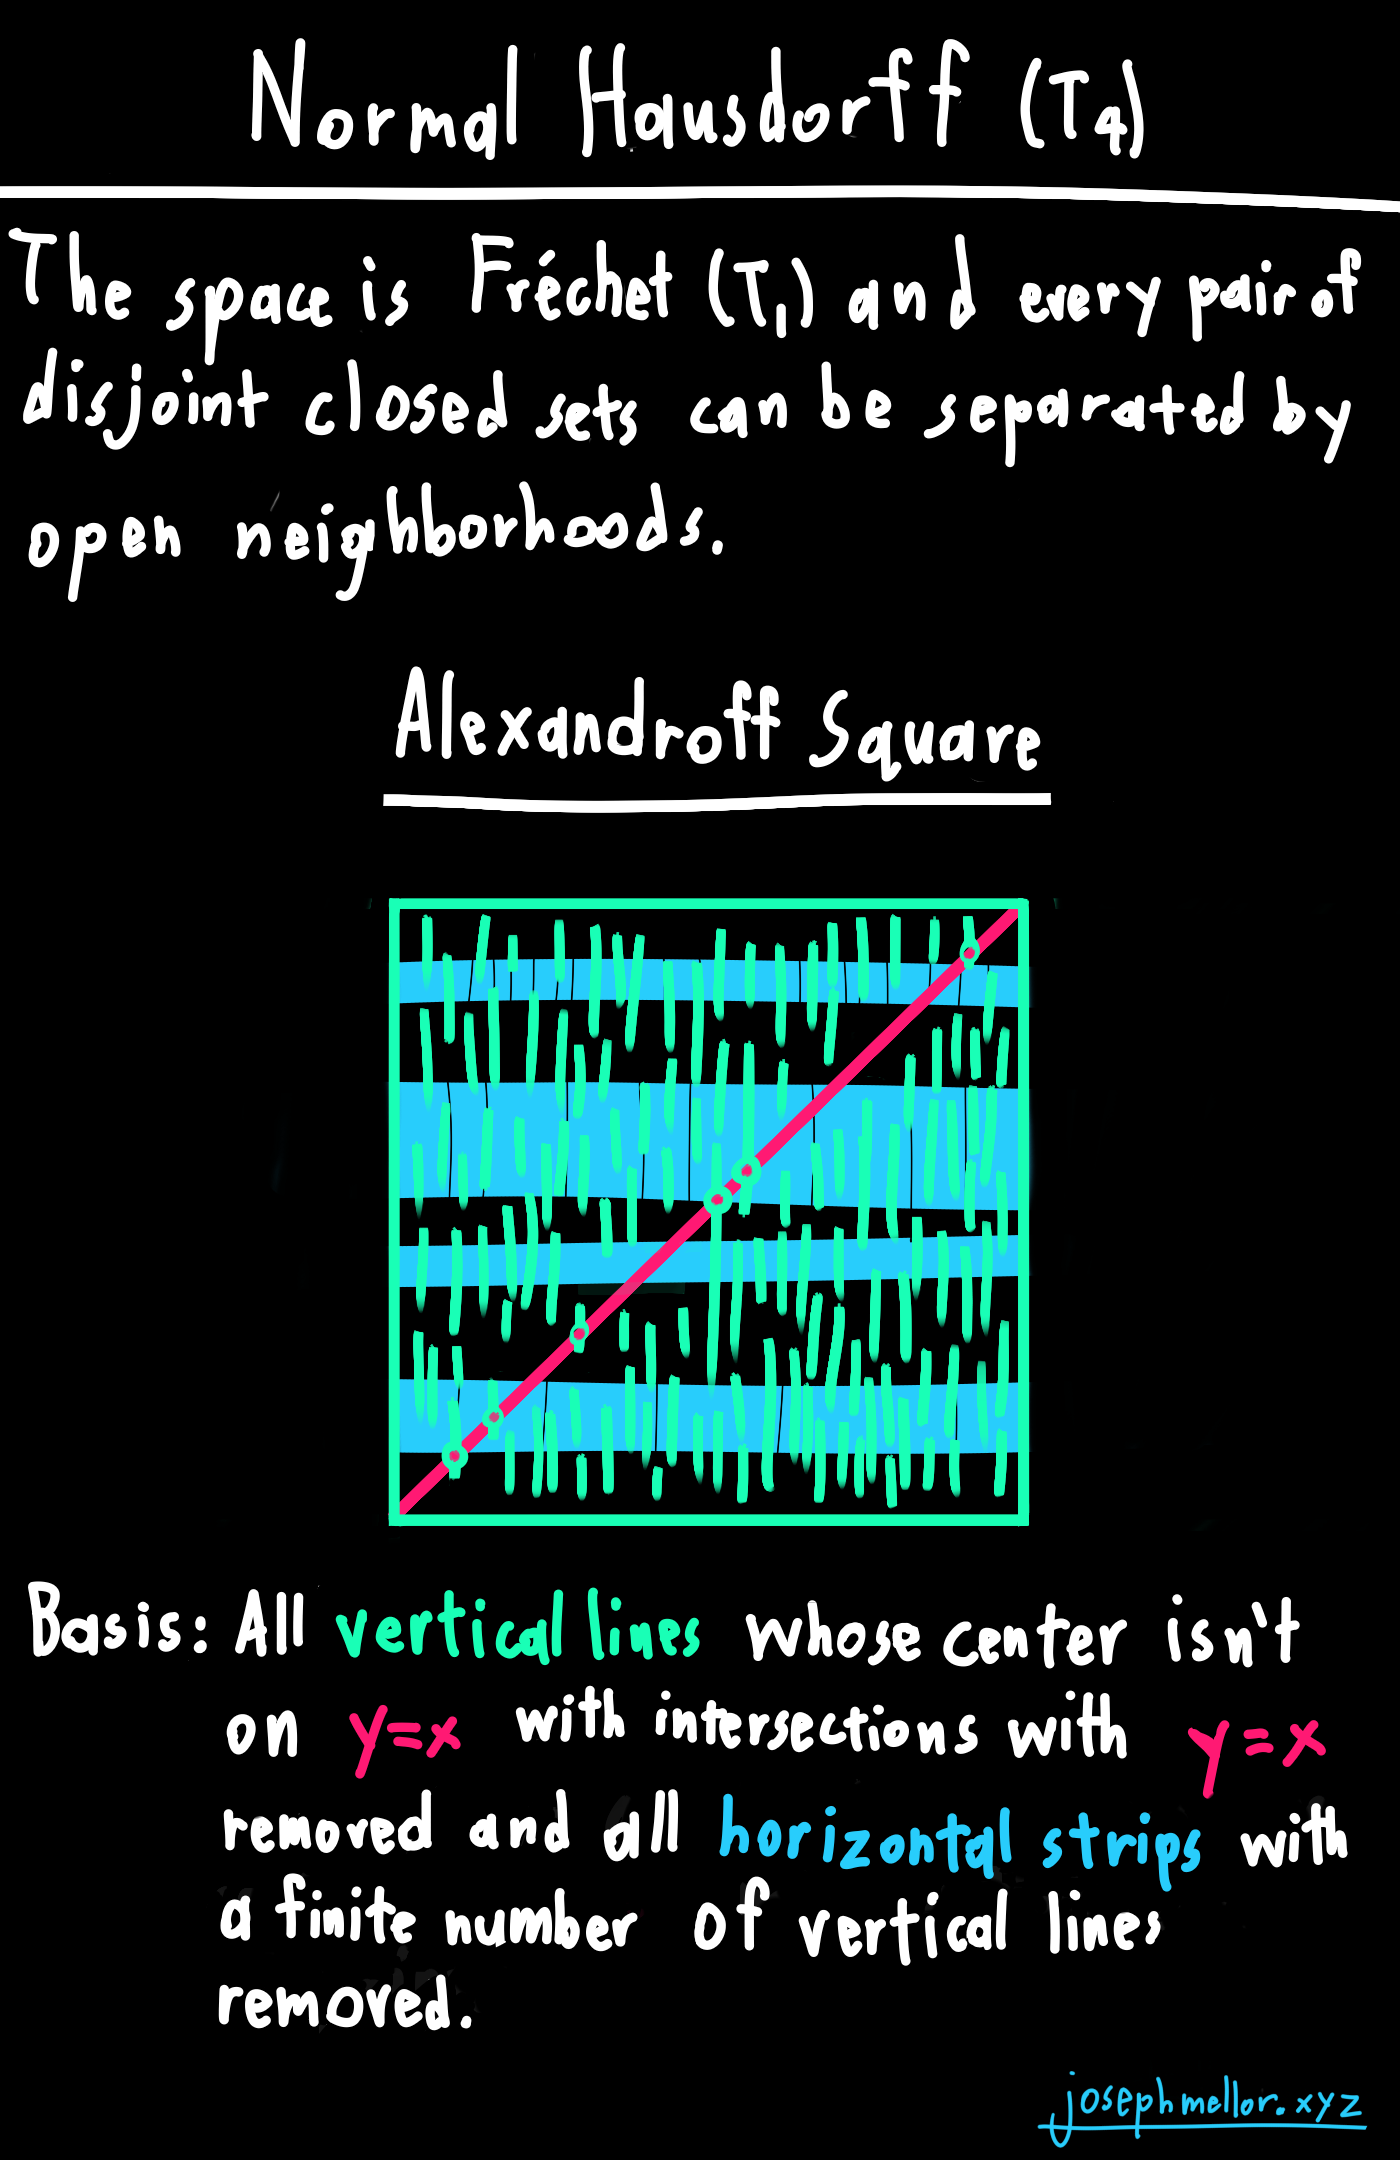 Normal Hausdorff (T4)
The space is Fréchet (T1) and every pair of
disjoint closed sets can be separated by
open neighborhoods.
Alexandroff Square
Basis: All vertical lines whose center isn't
on y=x with intersections with y=x
removed and all horizontal strips with
a finite number of vertical lines
removed.
josephmellor.xyz